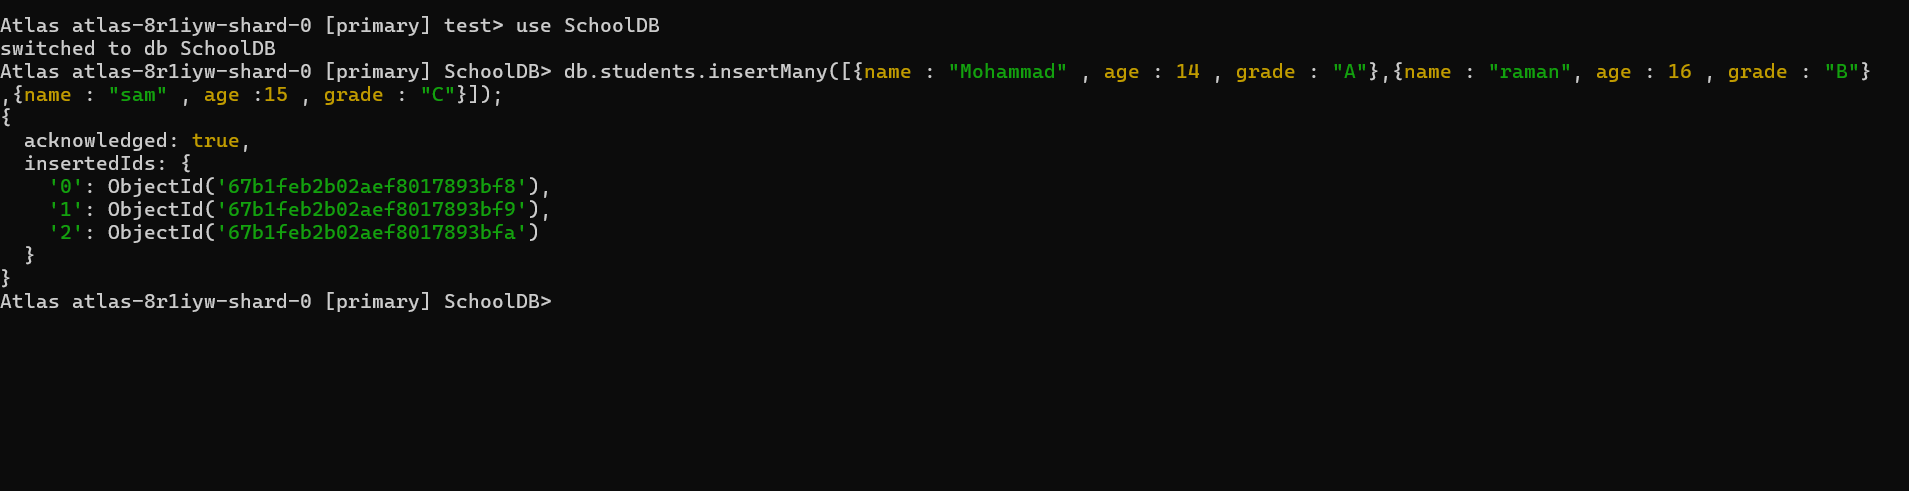 Atlas atlas-8r1iyw-shard-0 [primary] test> use SchoolDB
switched to db SchoolDB
Atlas atlas-8r1iyw-shard-0 [primary] SchoolDB> db.students.insertMany([{name : "Mohammad" , age : 14 , grade : "A"},{name : "raman", age : 16 , grade : "B"}
,{name : "sam" , age :15 , grade : "C"}]);
{
  acknowledged: true,
  insertedIds: {
    '0': ObjectId('67b1feb2b02aef8017893bf8'),
    '1': ObjectId('67b1feb2b02aef8017893bf9'),
    '2': ObjectId('67b1feb2b02aef8017893bfa')
  }
}
Atlas atlas-8r1iyw-shard-0 [primary] SchoolDB>